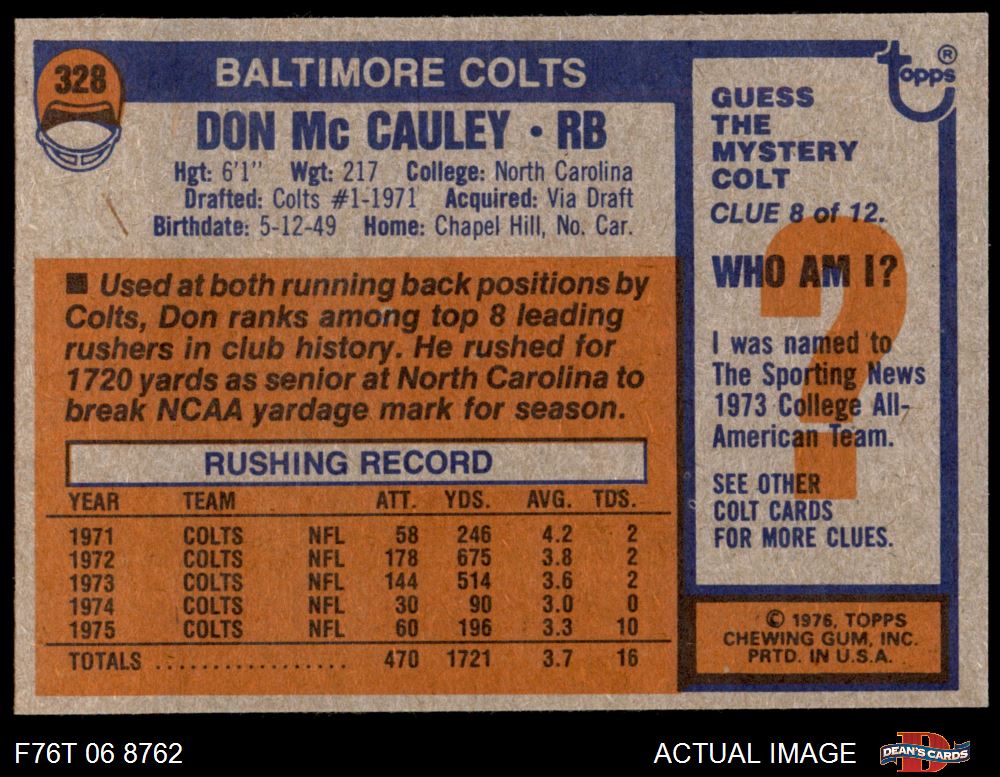 328
BALTIMORE COLTS
DON Mc CAULEY • RB
Hgt: 6'1" Wgt: 217 College: North Carolina
Drafted: Colts #1-1971 Acquired: Via Draft
Birthdate: 5-12-49 Home: Chapel Hill, No. Car.
■ Used at both running back positions by
Colts, Don ranks among top 8 leading
rushers in club history. He rushed for
1720 yards as senior at North Carolina to
break NCAA yardage mark for season.
RUSHING RECORD
YEAR TEAM ATT. YDS. AVG. TDS.
1971 COLTS NFL 58 246 4.2 2
1972 COLTS NFL 178 675 3.8 2
1973 COLTS NFL 144 514 3.6 2
1974 COLTS NFL 30 90 3.0 0
1975 COLTS NFL 60 196 3.3 10
TOTALS .................. 470 1721 3.7 16
topps®
GUESS
THE
MYSTERY
COLT
CLUE 8 of 12.
?
WHO AM I?
I was named to
The Sporting News
1973 College All-
American Team.
SEE OTHER
COLT CARDS
FOR MORE CLUES.
© 1976, TOPPS
CHEWING GUM, INC.
PRTD. IN U.S.A.
F76T 06 8762
ACTUAL IMAGE
D
DEAN'S CARDS